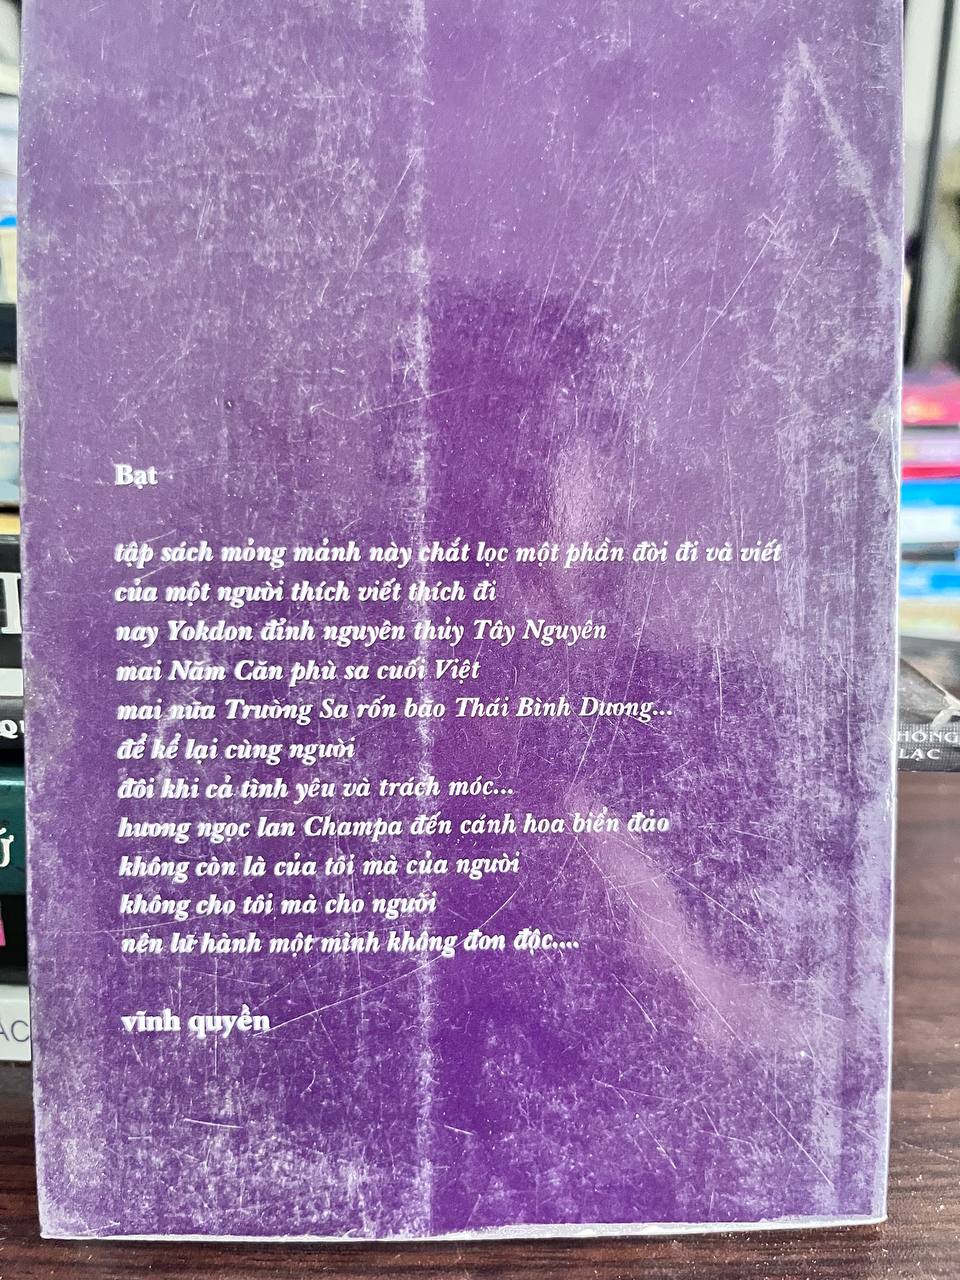 Bạt
tập sách mỏng mảnh này chắt lọc một phần đời đi và viết
của một người thích viết thích đi
nay Yokdon đỉnh nguyên thủy Tây Nguyên
mai Năm Căn phù sa cuối Việt
mai nữa Trường Sa rốn bão Thái Bình Dương...
để kể lại cùng người
đôi khi cả tình yêu và trách móc...
hương ngọc lan Champa đến cánh hoa biển đảo
không còn là của tôi mà của người
không cho tôi mà cho người
nên lữ hành một mình không đơn độc....
vĩnh quyền
HỒNG
LẠC